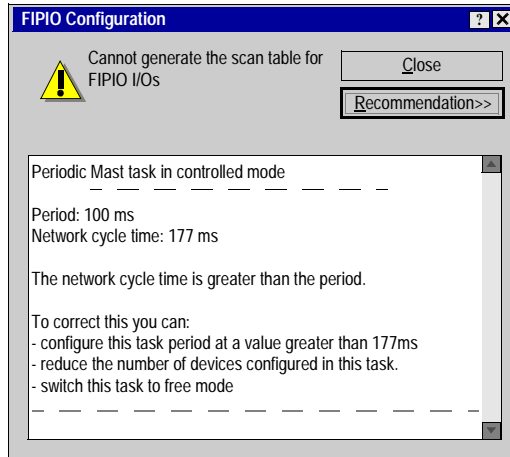 FIPIO Configuration
? X
Cannot generate the scan table for
FIPIO I/Os
Close
Recommendation>>
Periodic Mast task in controlled mode
Period: 100 ms
Network cycle time: 177 ms
The network cycle time is greater than the period.
To correct this you can:
- configure this task period at a value greater than 177ms
- reduce the number of devices configured in this task.
- switch this task to free mode